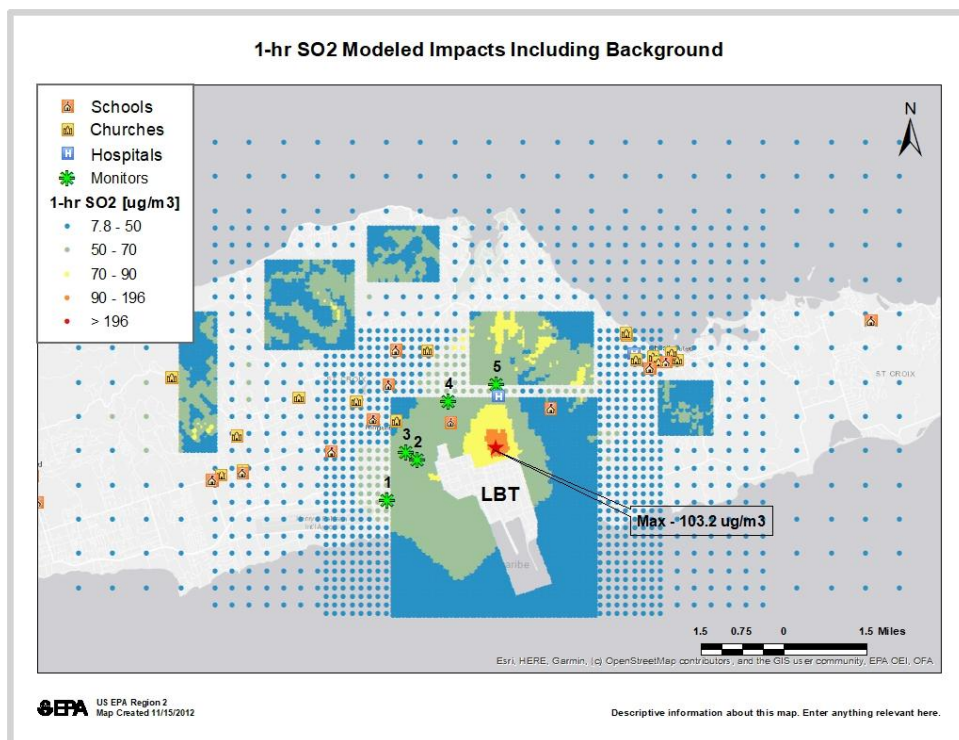 1-hr SO2 Modeled Impacts Including Background
Schools
Churches
Hospitals
Monitors
1-hr SO2 [ug/m3]
7.8 - 50
50 - 70
70 - 90
90 - 196
> 196
N
5
4
3
2
1
H
ST CROIX
LBT
Max - 103.2 ug/m3
1.5 0.75 0 1.5 Miles
Esri, HERE, Garmin, (c) OpenStreetMap contributors, and the GIS user community, EPA OEI, OFA
EPA
US EPA Region 2
Map Created 11/15/2012
Descriptive information about this map. Enter anything relevant here.